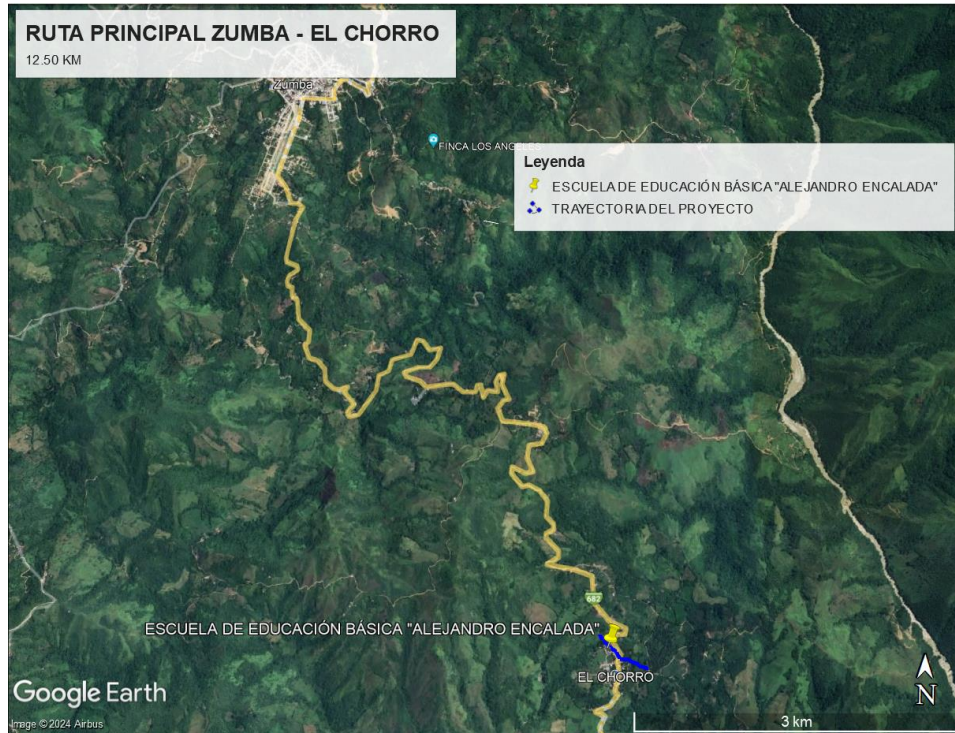 RUTA PRINCIPAL ZUMBA - EL CHORRO
12.50 KM
Zumba
FINCA LOS ANGELES
Leyenda
ESCUELA DE EDUCACIÓN BÁSICA "ALEJANDRO ENCALADA"
TRAYECTORIA DEL PROYECTO
682
ESCUELA DE EDUCACIÓN BÁSICA "ALEJANDRO ENCALADA"
EL CHORRO
Google Earth
Image © 2024 Airbus
N
3 km